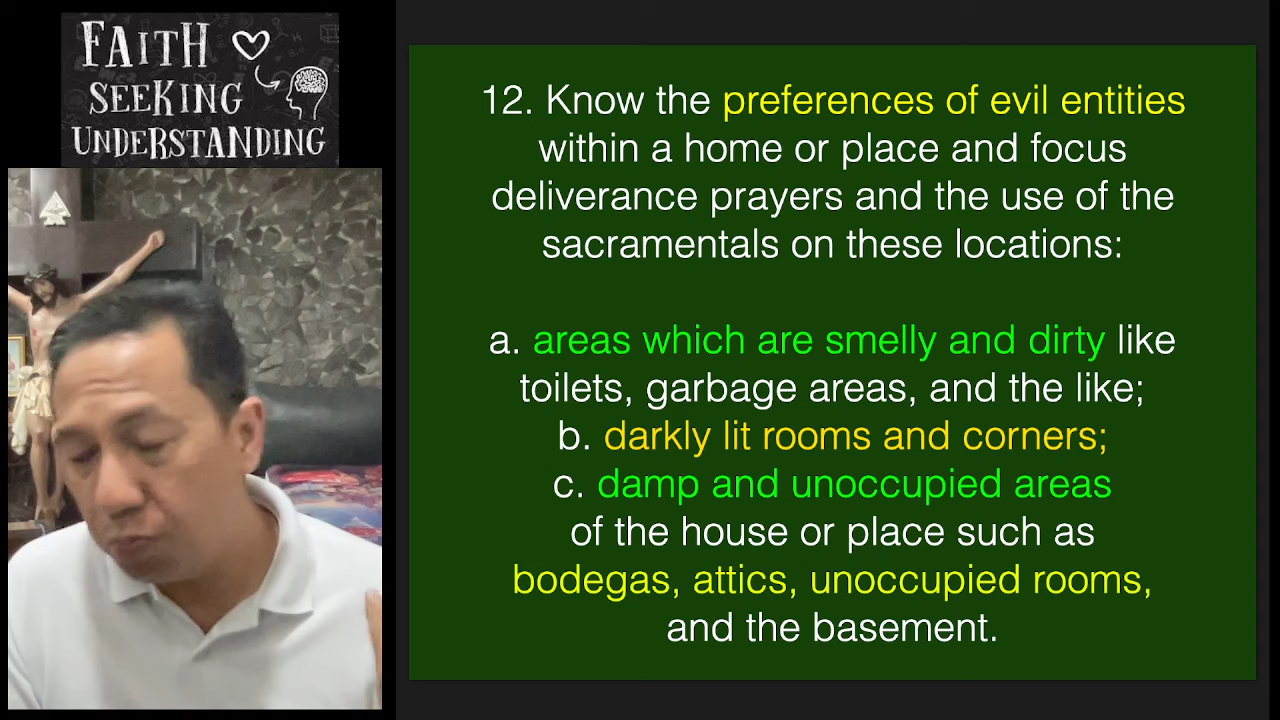 FAITH
SEEKING
UNDERSTANDING
12. Know the preferences of evil entities
within a home or place and focus
deliverance prayers and the use of the
sacramentals on these locations:
a. areas which are smelly and dirty like
toilets, garbage areas, and the like;
b. darkly lit rooms and corners;
c. damp and unoccupied areas
of the house or place such as
bodegas, attics, unoccupied rooms,
and the basement.